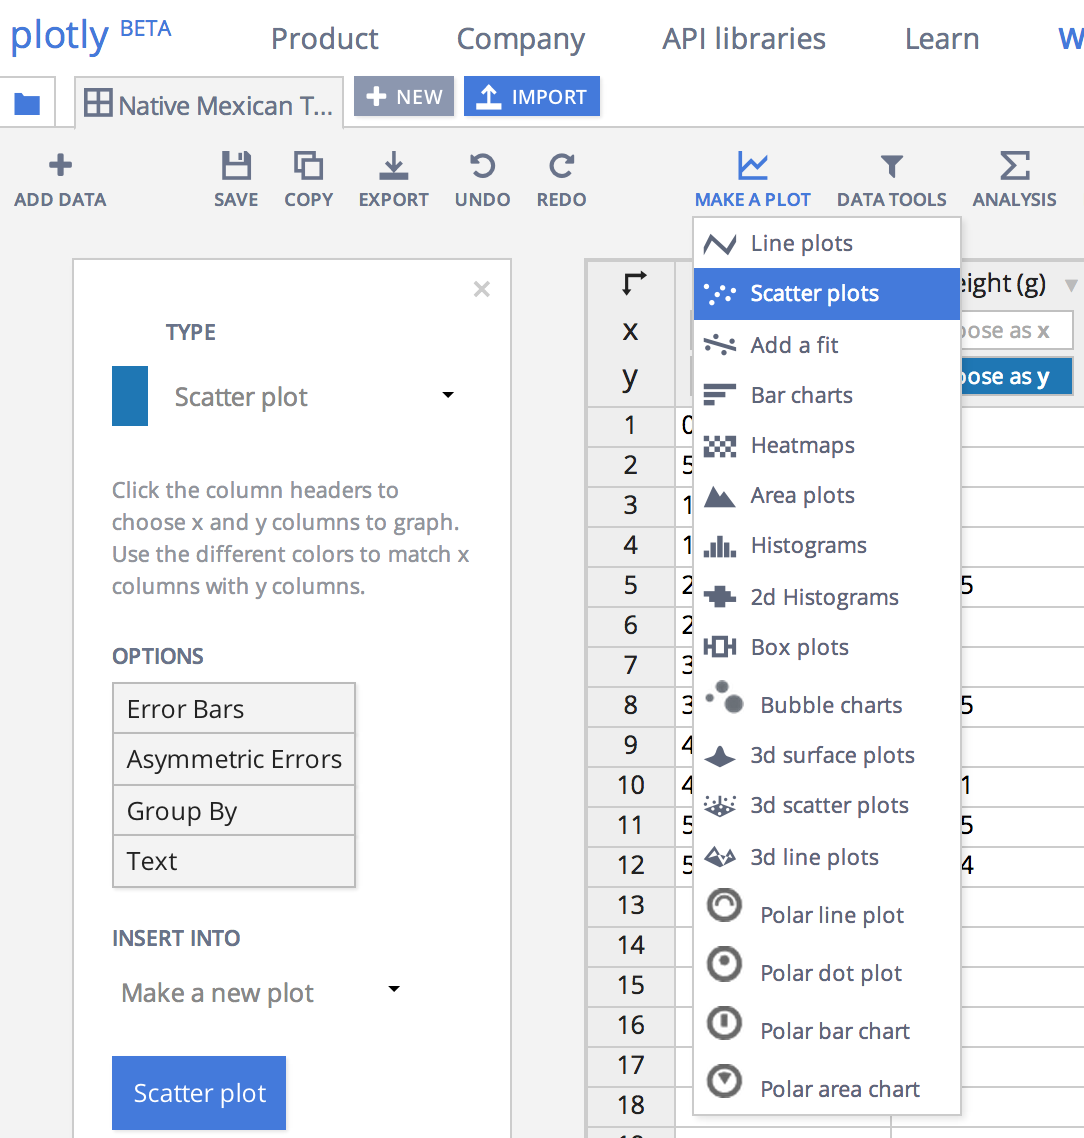 plotly BETA
Product Company API libraries Learn W
Native Mexican T... NEW IMPORT
ADD DATA SAVE COPY EXPORT UNDO REDO MAKE A PLOT DATA TOOLS ANALYSIS
×
TYPE
Scatter plot
Click the column headers to
choose x and y columns to graph.
Use the different colors to match x
columns with y columns.
OPTIONS
Error Bars
Asymmetric Errors
Group By
Text
INSERT INTO
Make a new plot
Scatter plot
Line plots
Scatter plots
Add a fit
Bar charts
Heatmaps
Area plots
Histograms
2d Histograms
Box plots
Bubble charts
3d surface plots
3d scatter plots
3d line plots
Polar line plot
Polar dot plot
Polar bar chart
Polar area chart
eight (g)
x oose as x
y oose as y
1 0
2 5
3 1
4 1
5 2 5
6 2
7 3
8 3 5
9 4
10 4 1
11 5 5
12 5 4
13
14
15
16
17
18